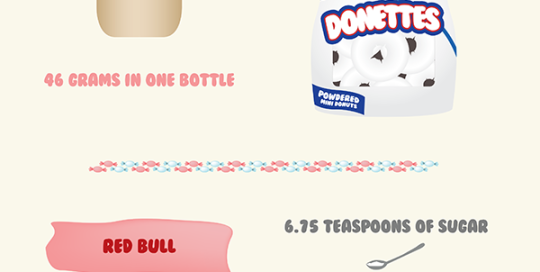 DONETTES
46 GRAMS IN ONE BOTTLE
POWDERED
MINI DONUTS
6.75 TEASPOONS OF SUGAR
RED BULL